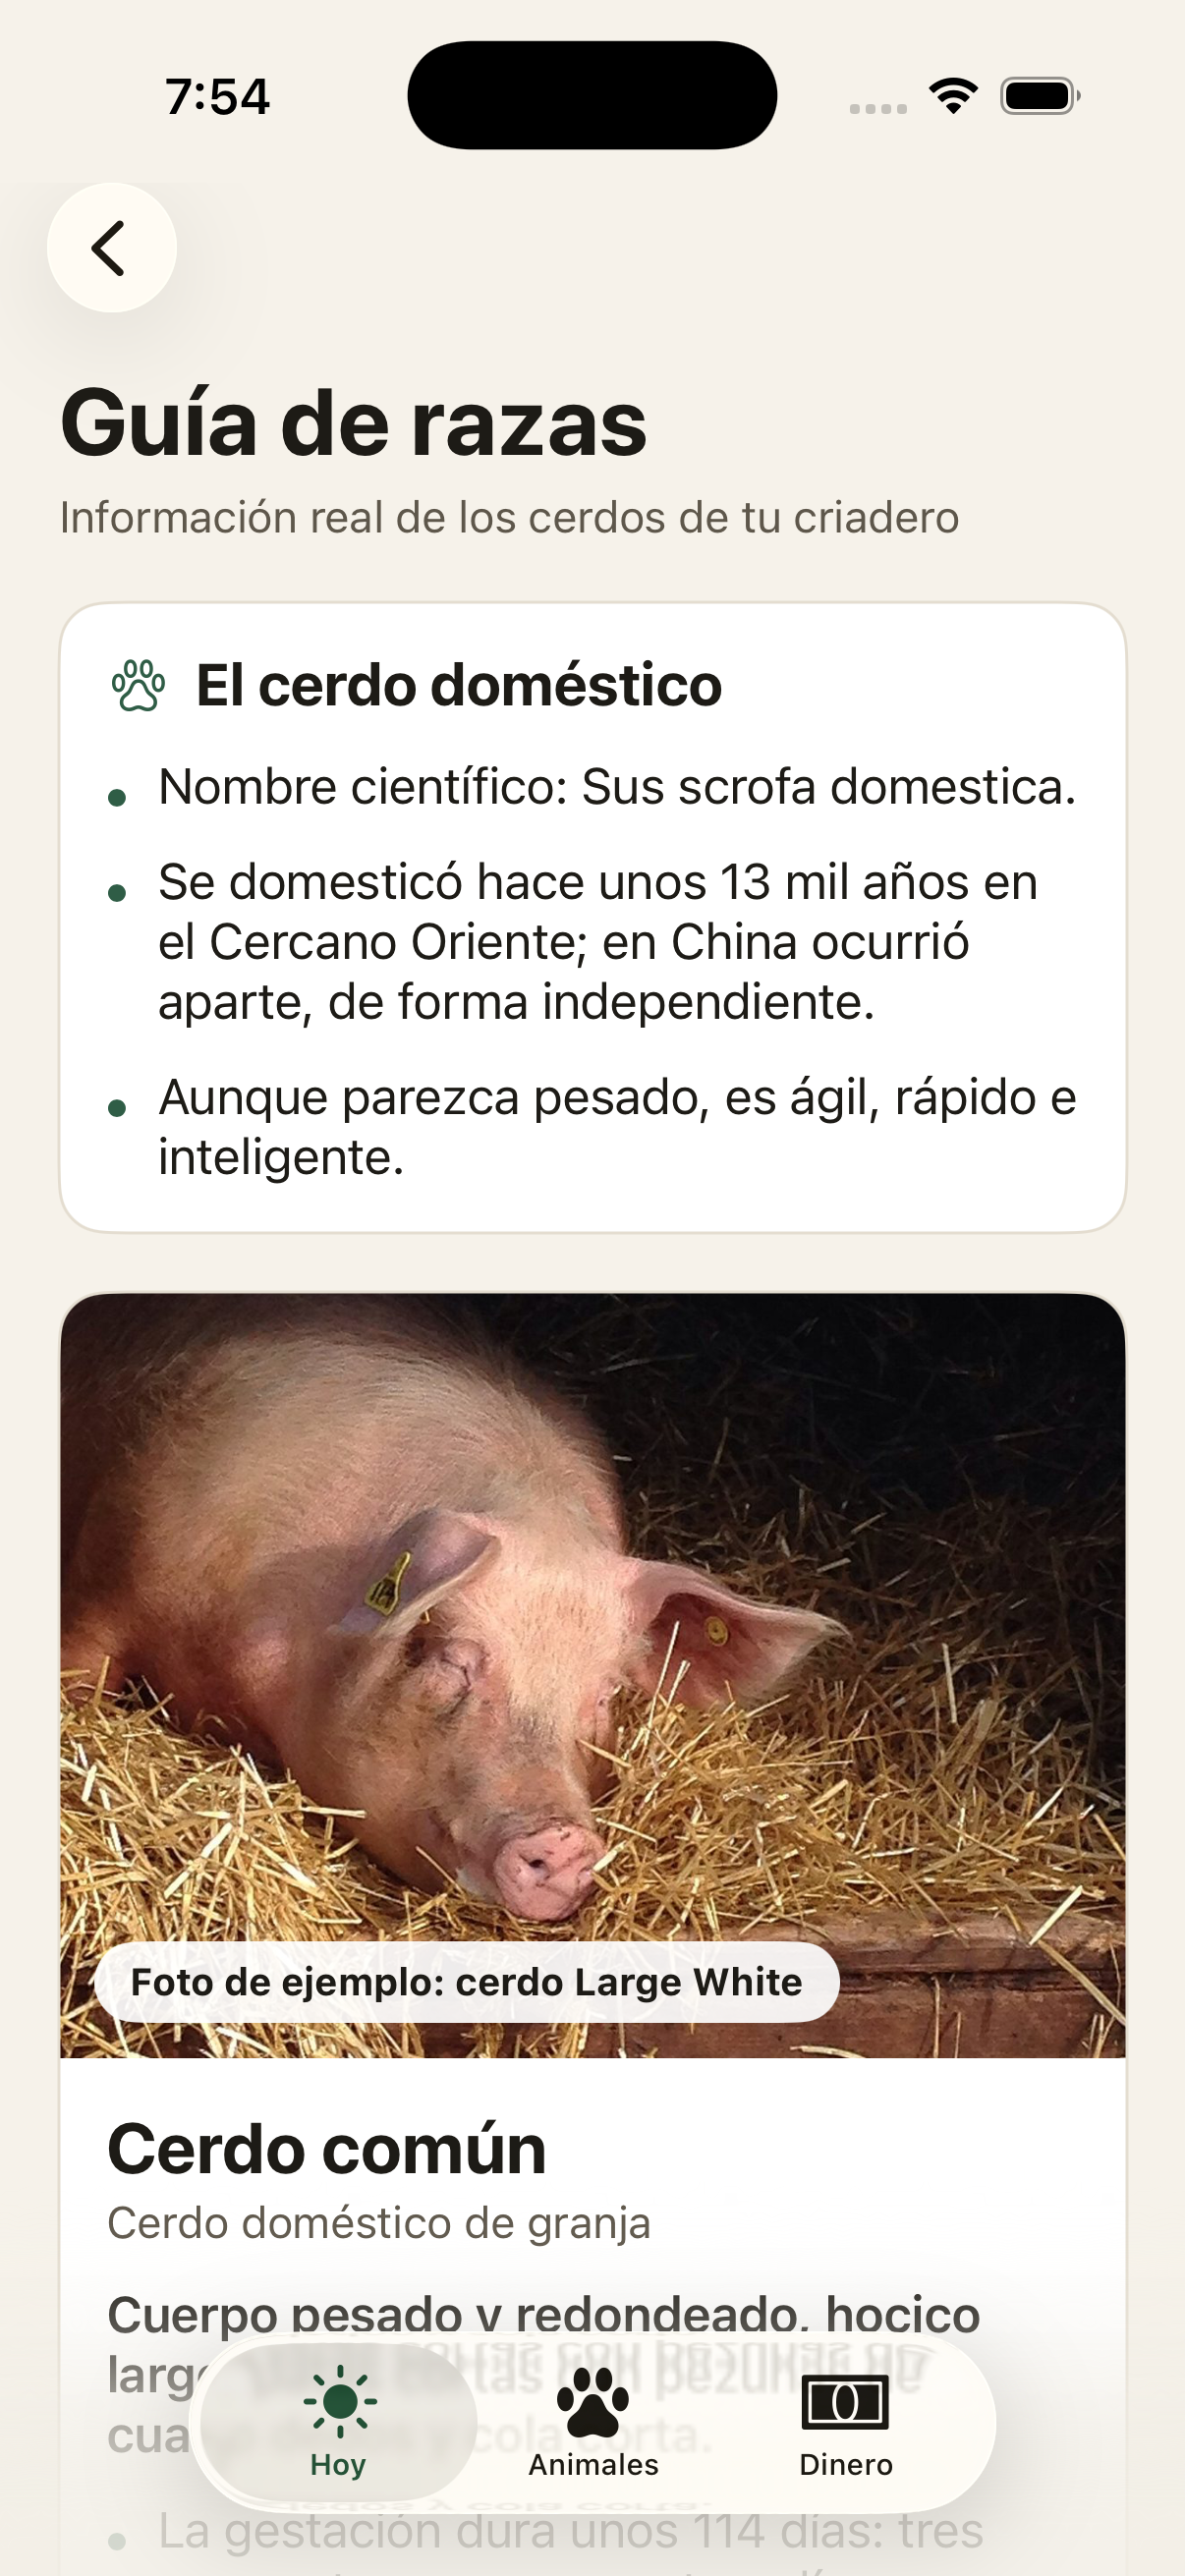 7:54
Guía de razas
Información real de los cerdos de tu criadero
El cerdo doméstico
Nombre científico: Sus scrofa domestica.
Se domesticó hace unos 13 mil años en
el Cercano Oriente; en China ocurrió
aparte, de forma independiente.
Aunque parezca pesado, es ágil, rápido e
inteligente.
Foto de ejemplo: cerdo Large White
Cerdo común
Cerdo doméstico de granja
Cuerpo pesado y redondeado, hocico
cola corta.
Hoy
Animales
Dinero
La gestación dura unos 114 días: tres